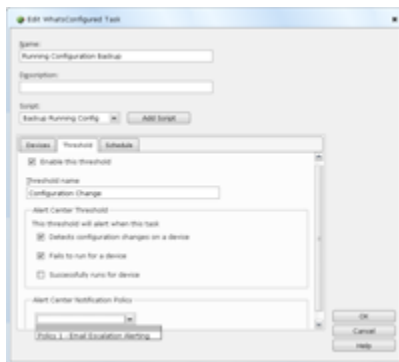 Edit WhatsConfigured Task
Name:
Running Configuration Backup
Description:
Script:
Backup Running Config
Add Script
Devices Threshold Schedule
Enable this threshold
Threshold name
Configuration Change
Alert Center Threshold
This threshold will alert when this task
Detects configuration changes on a device
Fails to run for a device
Successfully runs for device
Alert Center Notification Policy
Policy 1 - Email Escalation Alerting
OK
Cancel
Help